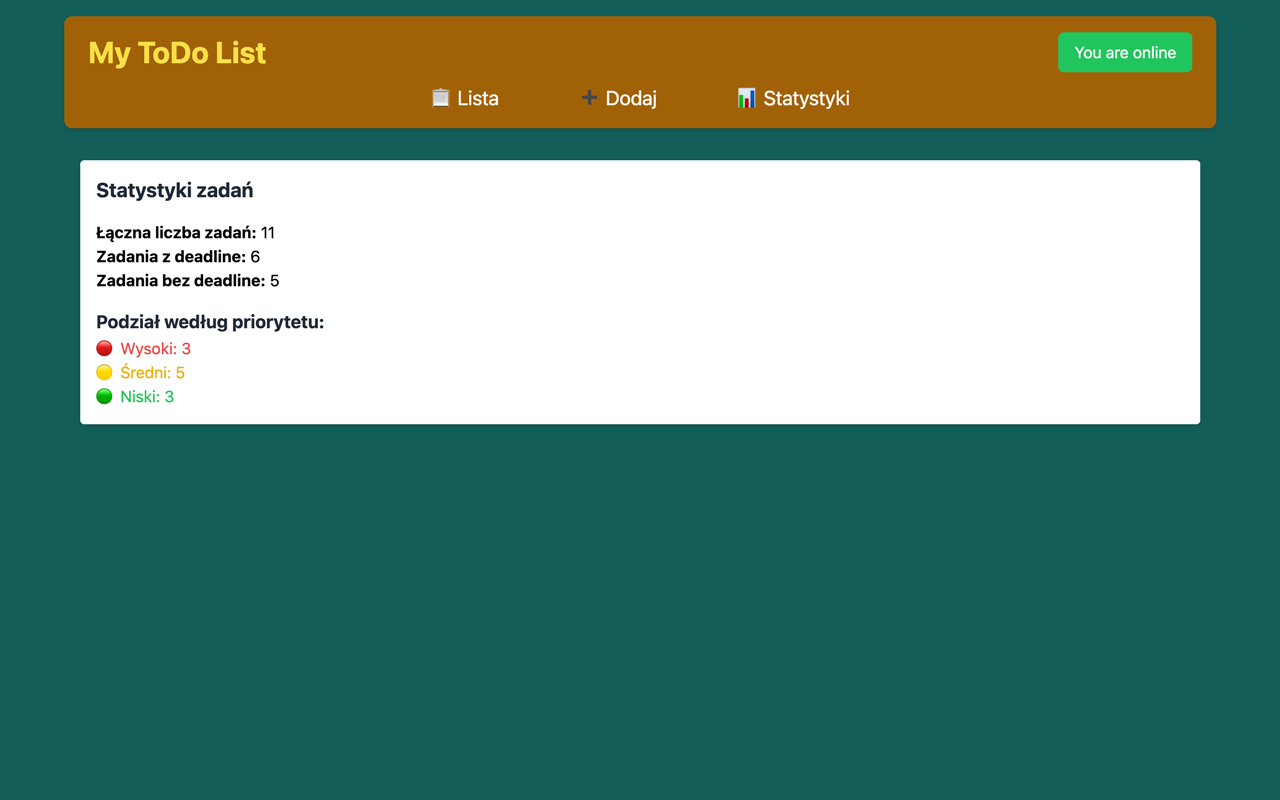 My ToDo List
You are online
📋 Lista
➕ Dodaj
📊 Statystyki
Statystyki zadań
Łączna liczba zadań: 11
Zadania z deadline: 6
Zadania bez deadline: 5
Podział według priorytetu:
🔴 Wysoki: 3
🟡 Średni: 5
🟢 Niski: 3